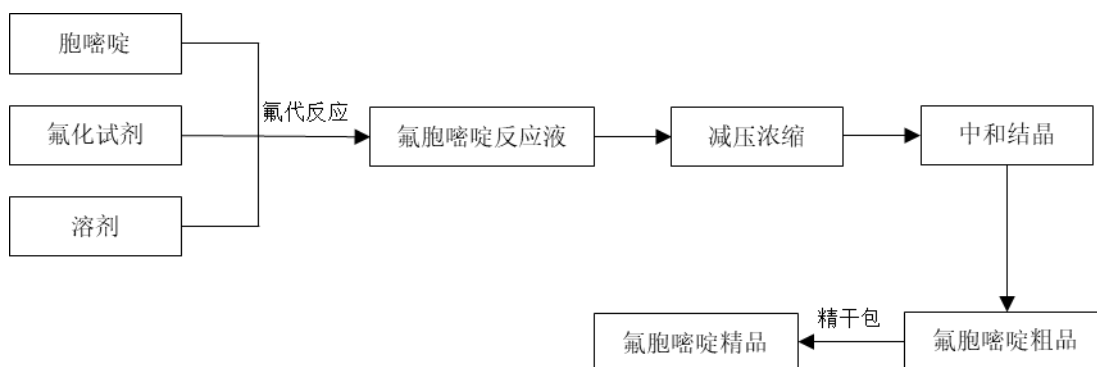 胞嘧啶
氟化试剂
溶剂
氟代反应
氟胞嘧啶反应液
减压浓缩
中和结晶
氟胞嘧啶粗品
精干包
氟胞嘧啶精品